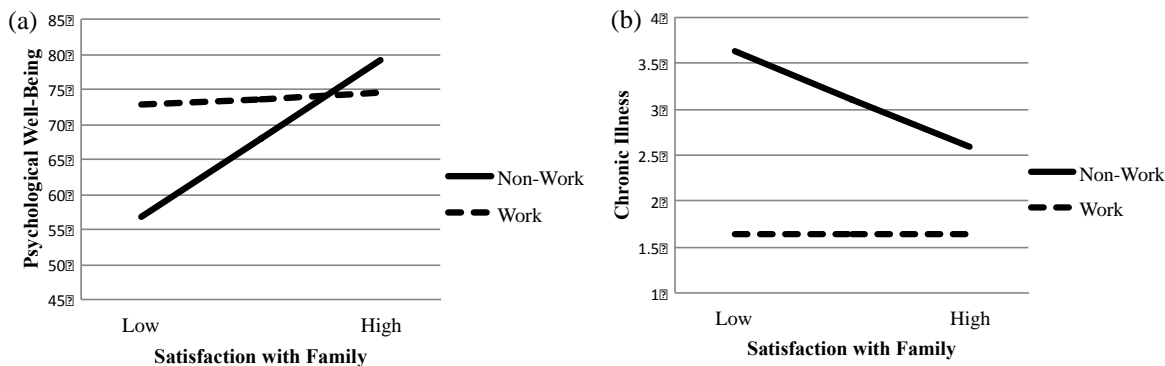 (a)
85
80
75
70
65
60
55
50
45
Psychological Well-Being
Low High
Satisfaction with Family
Non-Work
Work
(b)
4
3.5
3
2.5
2
1.5
1
Chronic Illness
Low High
Satisfaction with Family
Non-Work
Work